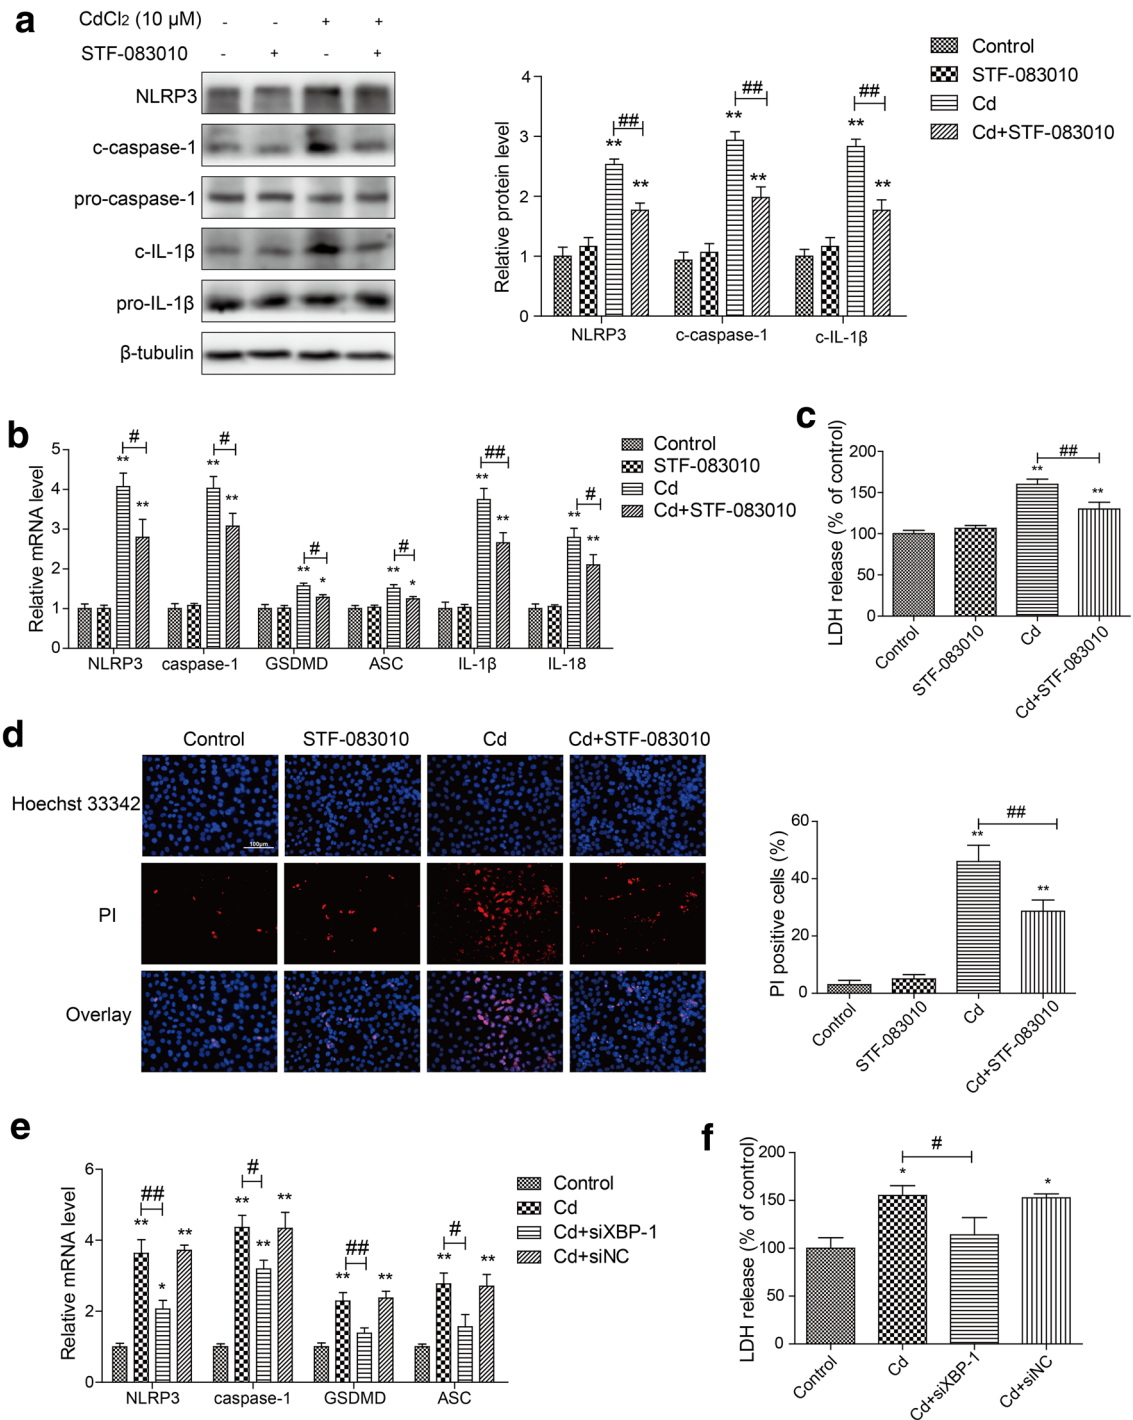 a
CdCl2 (10 μM) - - + +
STF-083010 - + - +
NLRP3
c-caspase-1
pro-caspase-1
c-IL-1β
pro-IL-1β
β-tubulin
Relative protein level
4
3
2
1
0
** ## ** ** ## ** ** ## **
NLRP3 c-caspase-1 c-IL-1β
Control
STF-083010
Cd
Cd+STF-083010
b
Relative mRNA level
5
4
3
2
1
0
** # ** ** # ** ** # * ** # * ** ## ** ** # **
NLRP3 caspase-1 GSDMD ASC IL-1β IL-18
Control
STF-083010
Cd
Cd+STF-083010
c
LDH release (% of control)
200
150
100
50
0
** ## **
Control STF-083010 Cd Cd+STF-083010
d
Control STF-083010 Cd Cd+STF-083010
Hoechst 33342
100μm
PI
Overlay
PI positive cells (%)
60
40
20
0
** ## **
Control STF-083010 Cd Cd+STF-083010
e
Relative mRNA level
6
4
2
0
** ## * ** ** # ** ** ** ## ** ** # **
NLRP3 caspase-1 GSDMD ASC
Control
Cd
Cd+siXBP-1
Cd+siNC
f
LDH release (% of control)
200
150
100
50
0
* # *
Control Cd Cd+siXBP-1 Cd+siNC